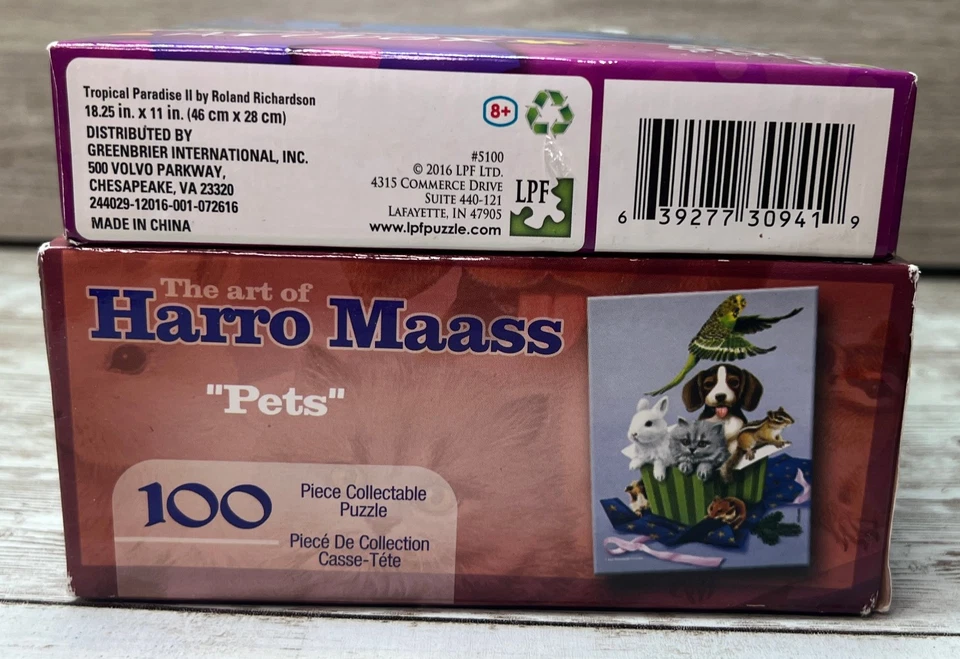 Tropical Paradise II by Roland Richardson
18.25 in. x 11 in. (46 cm x 28 cm)
DISTRIBUTED BY
GREENBRIER INTERNATIONAL, INC.
500 VOLVO PARKWAY,
CHESAPEAKE, VA 23320
244029-12016-001-072616
MADE IN CHINA
8+
#5100
© 2016 LPF LTD.
4315 COMMERCE DRIVE
SUITE 440-121
LAFAYETTE, IN 47905
www.lpfpuzzle.com
LPF
6 39277 30941 9
The art of
Harro Maass
"Pets"
100
Piece Collectable
Puzzle
Piecé De Collection
Casse-Téte